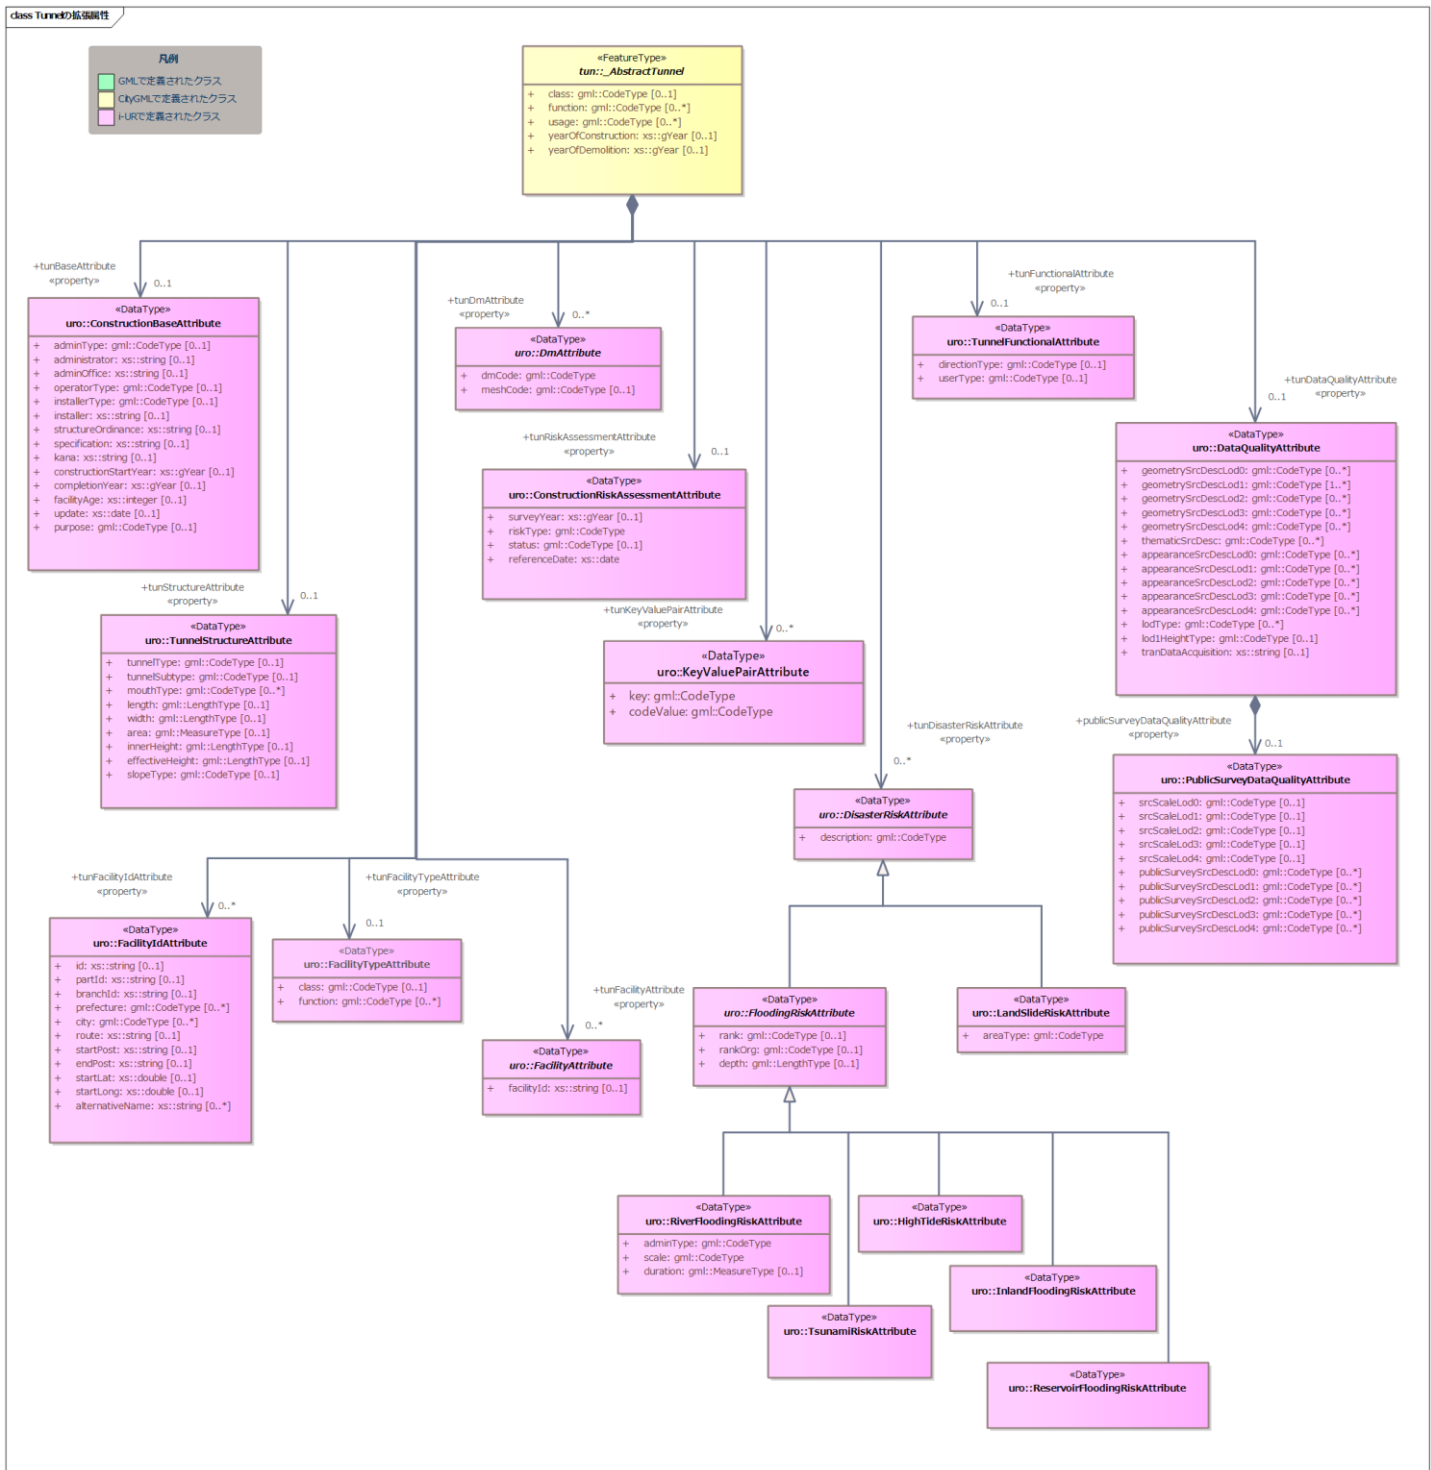 class Tunnelの拡張属性
凡例
GMLで定義されたクラス
CityGMLで定義されたクラス
i-URで定義されたクラス
«FeatureType»
tun::_AbstractTunnel
+ class: gml::CodeType [0..1]
+ function: gml::CodeType [0..*]
+ usage: gml::CodeType [0..*]
+ yearOfConstruction: xs::gYear [0..1]
+ yearOfDemolition: xs::gYear [0..1]
+tunBaseAttribute
«property»
0..1
«DataType»
uro::ConstructionBaseAttribute
+ adminType: gml::CodeType [0..1]
+ administrator: xs::string [0..1]
+ adminOffice: xs::string [0..1]
+ operatorType: gml::CodeType [0..1]
+ installerType: gml::CodeType [0..1]
+ installer: xs::string [0..1]
+ structureOrdinance: xs::string [0..1]
+ specification: xs::string [0..1]
+ kana: xs::string [0..1]
+ constructionStartYear: xs::gYear [0..1]
+ completionYear: xs::gYear [0..1]
+ facilityAge: xs::integer [0..1]
+ update: xs::date [0..1]
+ purpose: gml::CodeType [0..1]
+tunDmAttribute
«property»
0..*
«DataType»
uro::DmAttribute
+ dmCode: gml::CodeType
+ meshCode: gml::CodeType [0..1]
+tunFunctionalAttribute
«property»
0..1
«DataType»
uro::TunnelFunctionalAttribute
+ directionType: gml::CodeType [0..1]
+ userType: gml::CodeType [0..1]
+tunDataQualityAttribute
«property»
0..1
«DataType»
uro::DataQualityAttribute
+ geometrySrcDescLod0: gml::CodeType [0..*]
+ geometrySrcDescLod1: gml::CodeType [1..*]
+ geometrySrcDescLod2: gml::CodeType [0..*]
+ geometrySrcDescLod3: gml::CodeType [0..*]
+ geometrySrcDescLod4: gml::CodeType [0..*]
+ thematicSrcDesc: gml::CodeType [0..*]
+ appearanceSrcDescLod0: gml::CodeType [0..*]
+ appearanceSrcDescLod1: gml::CodeType [0..*]
+ appearanceSrcDescLod2: gml::CodeType [0..*]
+ appearanceSrcDescLod3: gml::CodeType [0..*]
+ appearanceSrcDescLod4: gml::CodeType [0..*]
+ lodType: gml::CodeType [0..*]
+ lod1HeightType: gml::CodeType [0..1]
+ tranDataAcquisition: xs::string [0..1]
+tunRiskAssessmentAttribute
«property»
0..1
«DataType»
uro::ConstructionRiskAssessmentAttribute
+ surveyYear: xs::gYear [0..1]
+ riskType: gml::CodeType
+ status: gml::CodeType [0..1]
+ referenceDate: xs::date
+tunStructureAttribute
«property»
0..1
«DataType»
uro::TunnelStructureAttribute
+ tunnelType: gml::CodeType [0..1]
+ tunnelSubtype: gml::CodeType [0..1]
+ mouthType: gml::CodeType [0..*]
+ length: gml::LengthType [0..1]
+ width: gml::LengthType [0..1]
+ area: gml::MeasureType [0..1]
+ innerHeight: gml::LengthType [0..1]
+ effectiveHeight: gml::LengthType [0..1]
+ slopeType: gml::CodeType [0..1]
+tunKeyValuePairAttribute
«property»
0..*
«DataType»
uro::KeyValuePairAttribute
+ key: gml::CodeType
+ codeValue: gml::CodeType
+tunDisasterRiskAttribute
«property»
0..*
«DataType»
uro::DisasterRiskAttribute
+ description: gml::CodeType
+publicSurveyDataQualityAttribute
«property»
0..1
«DataType»
uro::PublicSurveyDataQualityAttribute
+ srcScaleLod0: gml::CodeType [0..1]
+ srcScaleLod1: gml::CodeType [0..1]
+ srcScaleLod2: gml::CodeType [0..1]
+ srcScaleLod3: gml::CodeType [0..1]
+ srcScaleLod4: gml::CodeType [0..1]
+ publicSurveySrcDescLod0: gml::CodeType [0..*]
+ publicSurveySrcDescLod1: gml::CodeType [0..*]
+ publicSurveySrcDescLod2: gml::CodeType [0..*]
+ publicSurveySrcDescLod3: gml::CodeType [0..*]
+ publicSurveySrcDescLod4: gml::CodeType [0..*]
+tunFacilityIdAttribute
«property»
0..*
«DataType»
uro::FacilityIdAttribute
+ id: xs::string [0..1]
+ partId: xs::string [0..1]
+ branchId: xs::string [0..1]
+ prefecture: gml::CodeType [0..*]
+ city: gml::CodeType [0..*]
+ route: xs::string [0..1]
+ startPost: xs::string [0..1]
+ endPost: xs::string [0..1]
+ startLat: xs::double [0..1]
+ startLong: xs::double [0..1]
+ alternativeName: xs::string [0..*]
+tunFacilityTypeAttribute
«property»
0..1
«DataType»
uro::FacilityTypeAttribute
+ class: gml::CodeType [0..1]
+ function: gml::CodeType [0..*]
+tunFacilityAttribute
«property»
0..*
«DataType»
uro::FacilityAttribute
+ facilityId: xs::string [0..1]
«DataType»
uro::FloodingRiskAttribute
+ rank: gml::CodeType [0..1]
+ rankOrg: gml::CodeType [0..1]
+ depth: gml::LengthType [0..1]
«DataType»
uro::LandSlideRiskAttribute
+ areaType: gml::CodeType
«DataType»
uro::RiverFloodingRiskAttribute
+ adminType: gml::CodeType
+ scale: gml::CodeType
+ duration: gml::MeasureType [0..1]
«DataType»
uro::HighTideRiskAttribute
«DataType»
uro::InlandFloodingRiskAttribute
«DataType»
uro::TsunamiRiskAttribute
«DataType»
uro::ReservoirFloodingRiskAttribute